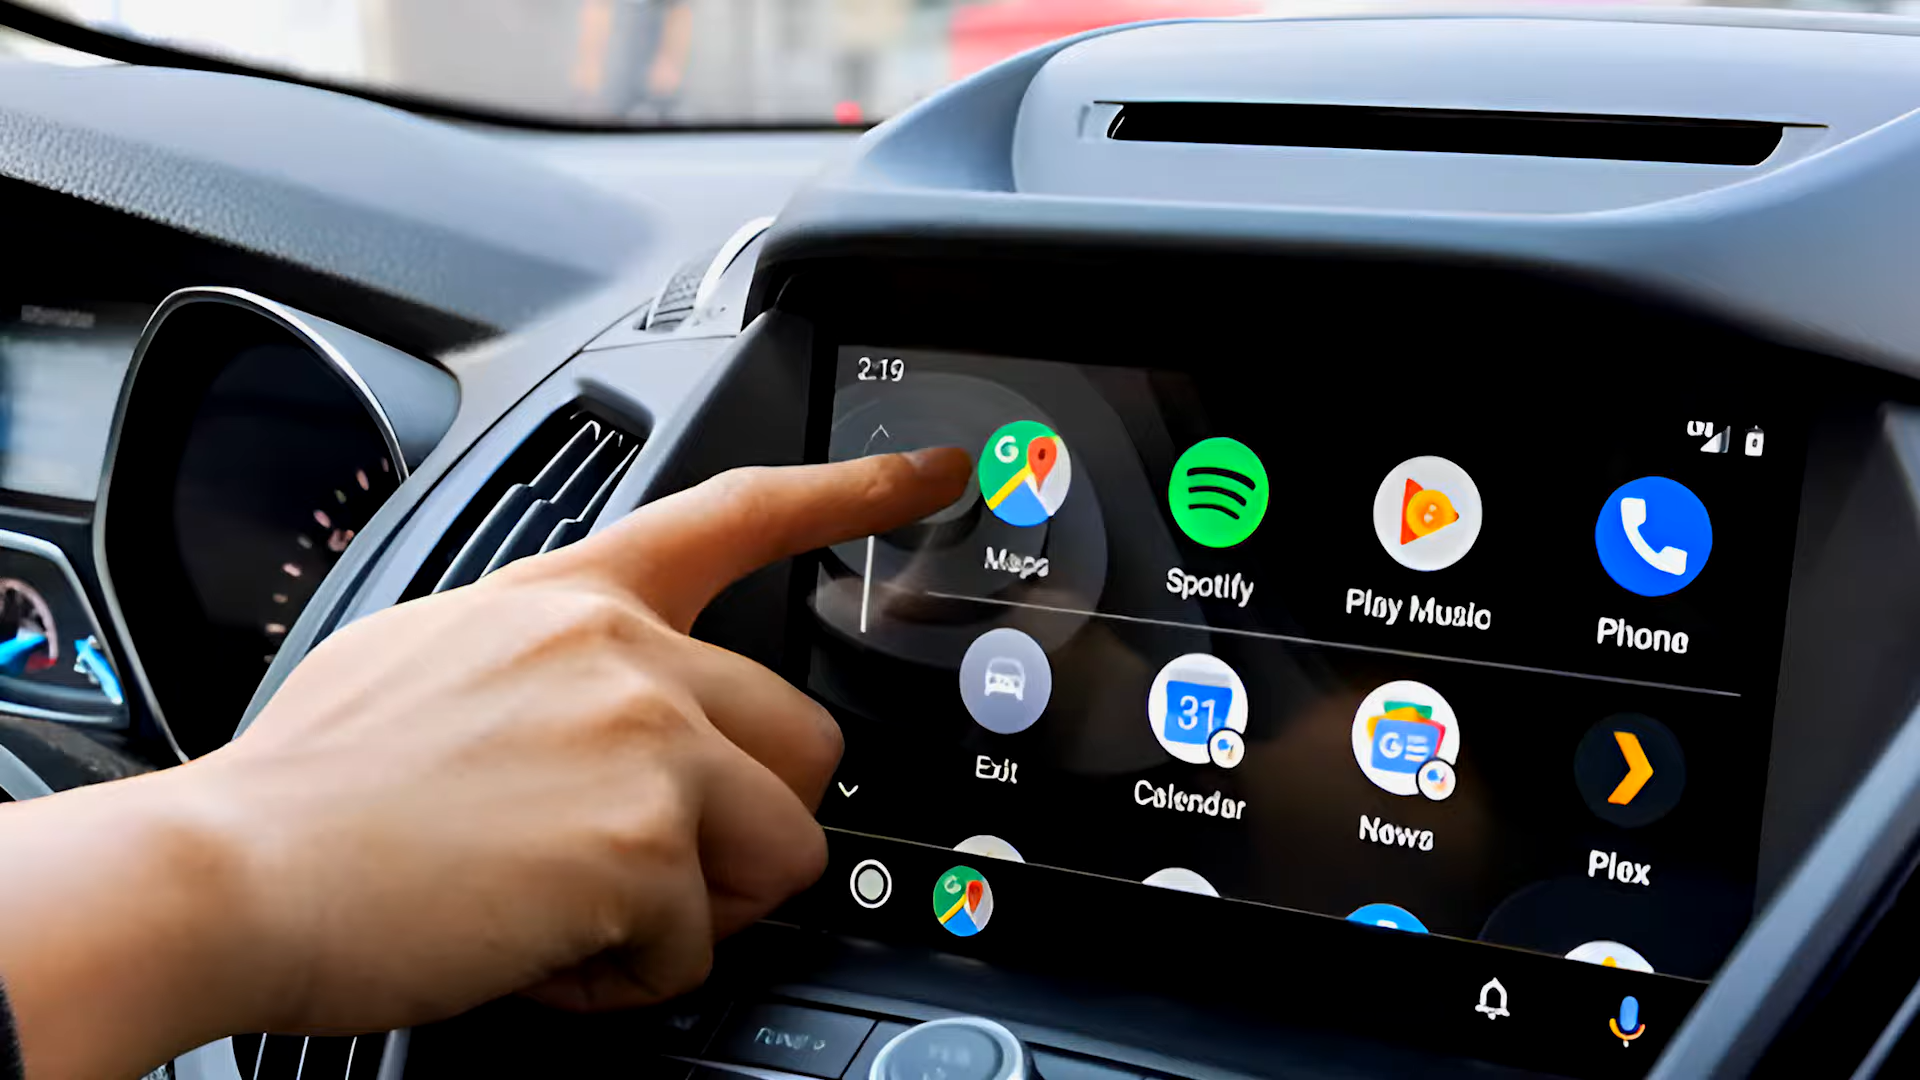 2:19
Maps
Spotify
Play Music
Phone
Exit
31
Calendar
G
News
Plex